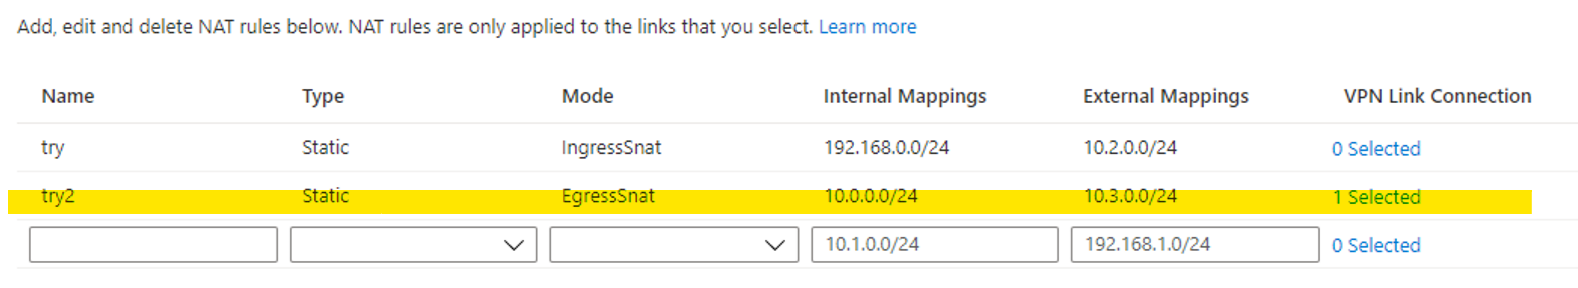 Add, edit and delete NAT rules below. NAT rules are only applied to the links that you select. Learn more
Name Type Mode Internal Mappings External Mappings VPN Link Connection
try Static IngressSnat 192.168.0.0/24 10.2.0.0/24 0 Selected
try2 Static EgressSnat 10.0.0.0/24 10.3.0.0/24 1 Selected
10.1.0.0/24 192.168.1.0/24 0 Selected